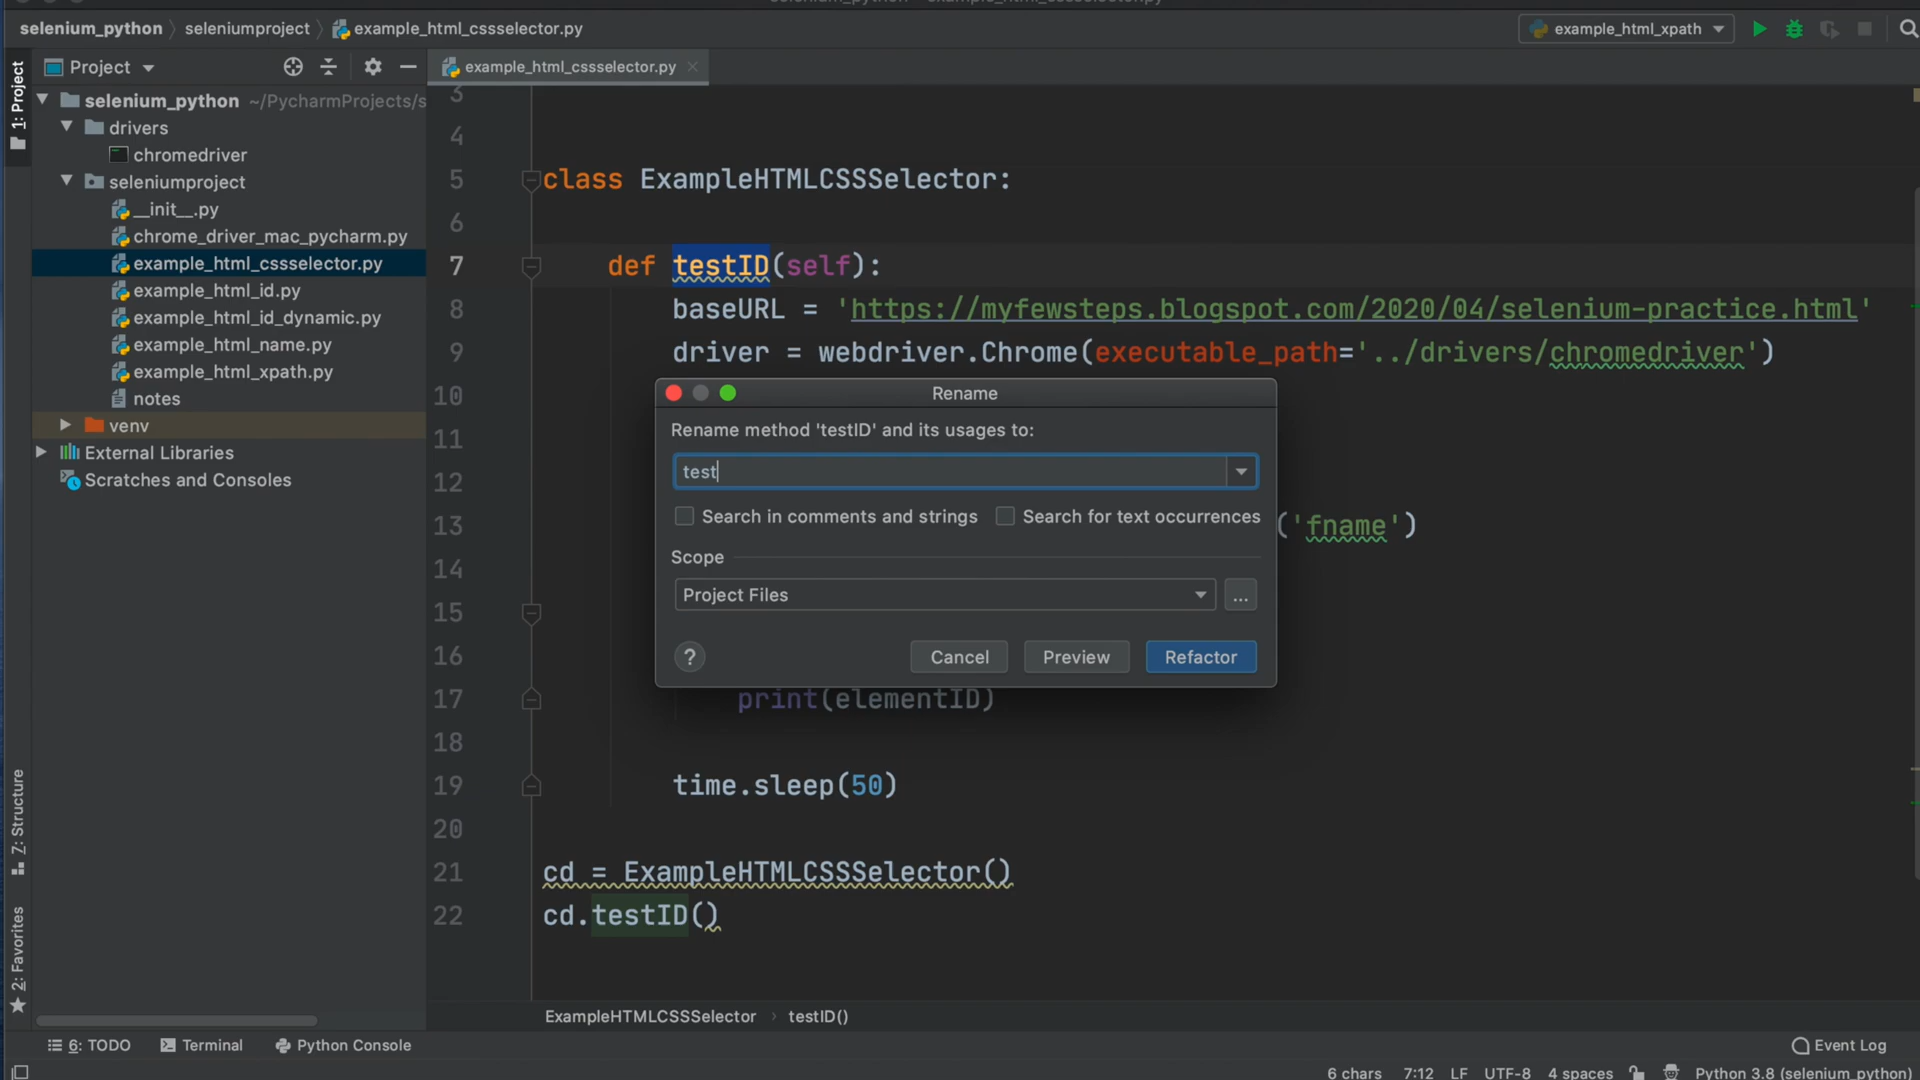 selenium_python
seleniumproject
example_html_cssselector.py
example_html_xpath
1: Project
Project
example_html_cssselector.py
selenium_python ~/PycharmProjects/s
drivers
chromedriver
seleniumproject
__init__.py
chrome_driver_mac_pycharm.py
example_html_cssselector.py
example_html_id.py
example_html_id_dynamic.py
example_html_name.py
example_html_xpath.py
notes
venv
External Libraries
Scratches and Consoles
Z: Structure
2: Favorites
3
4
5 class ExampleHTMLCSSSelector:
6
7 def testID(self):
8 baseURL = 'https://myfewsteps.blogspot.com/2020/04/selenium-practice.html'
9 driver = webdriver.Chrome(executable_path='../drivers/chromedriver')
10
11
12
13 ('fname')
14
15
16
17 print(elementID)
18
19 time.sleep(50)
20
21 cd = ExampleHTMLCSSSelector()
22 cd.testID()
Rename
Rename method 'testID' and its usages to:
test
Search in comments and strings Search for text occurrences
Scope
Project Files
...
? Cancel Preview Refactor
ExampleHTMLCSSSelector testID()
6: TODO Terminal Python Console Event Log
6 chars 7:12 LF UTF-8 4 spaces Python 3.8 (selenium_python)